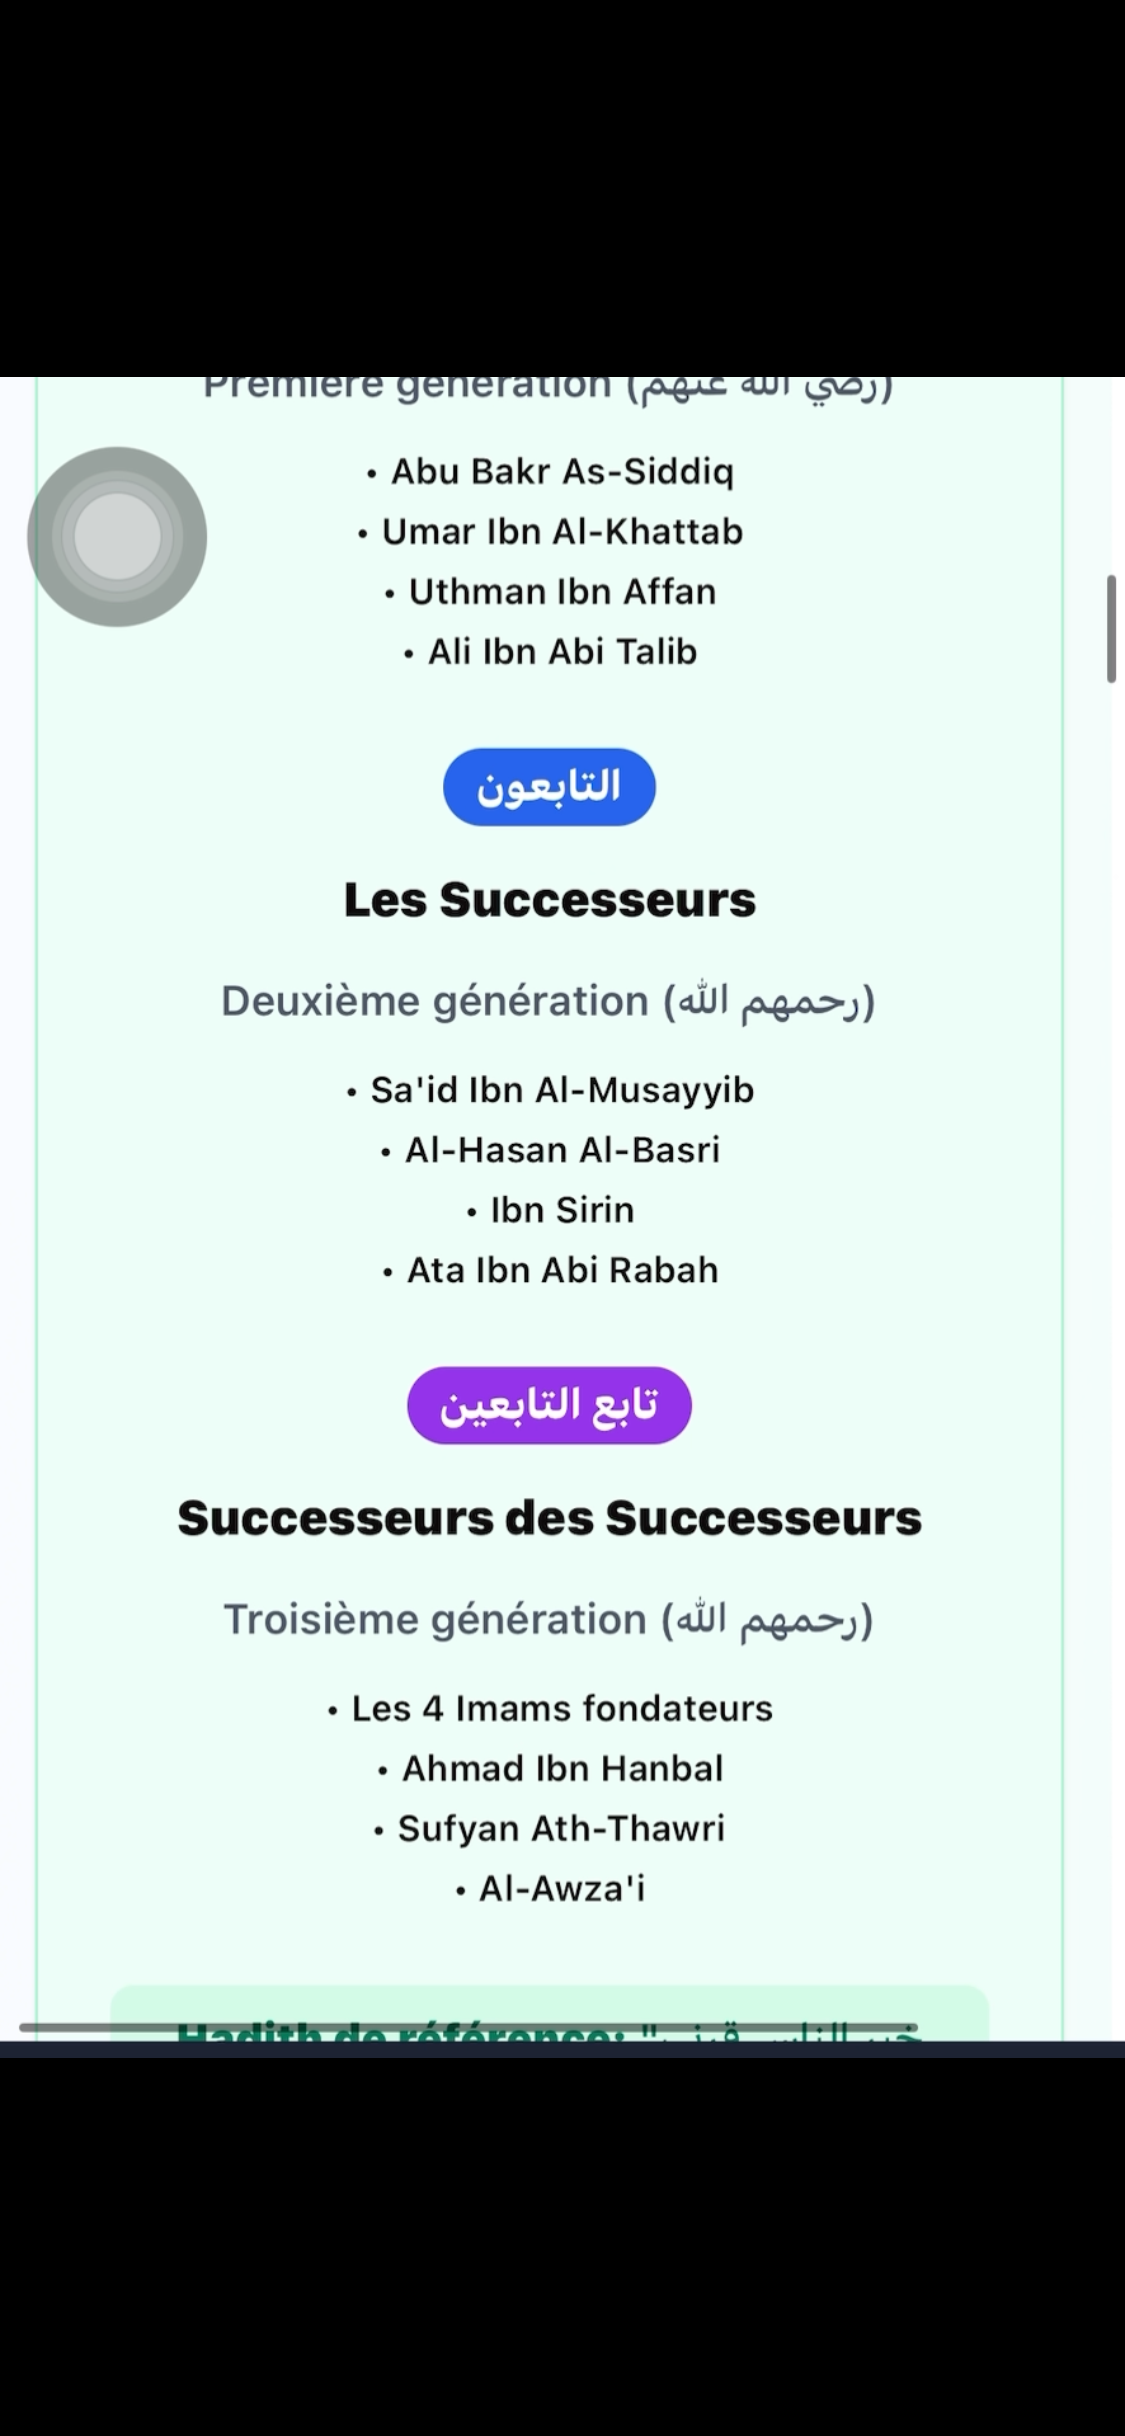 Première génération (رضي الله عنهم)
• Abu Bakr As-Siddiq
• Umar Ibn Al-Khattab
• Uthman Ibn Affan
• Ali Ibn Abi Talib
التابعون
Les Successeurs
Deuxième génération (رحمهم الله)
• Sa'id Ibn Al-Musayyib
• Al-Hasan Al-Basri
• Ibn Sirin
• Ata Ibn Abi Rabah
تابع التابعين
Successeurs des Successeurs
Troisième génération (رحمهم الله)
• Les 4 Imams fondateurs
• Ahmad Ibn Hanbal
• Sufyan Ath-Thawri
• Al-Awza'i
Hadith de référence: "خير الناس قرني